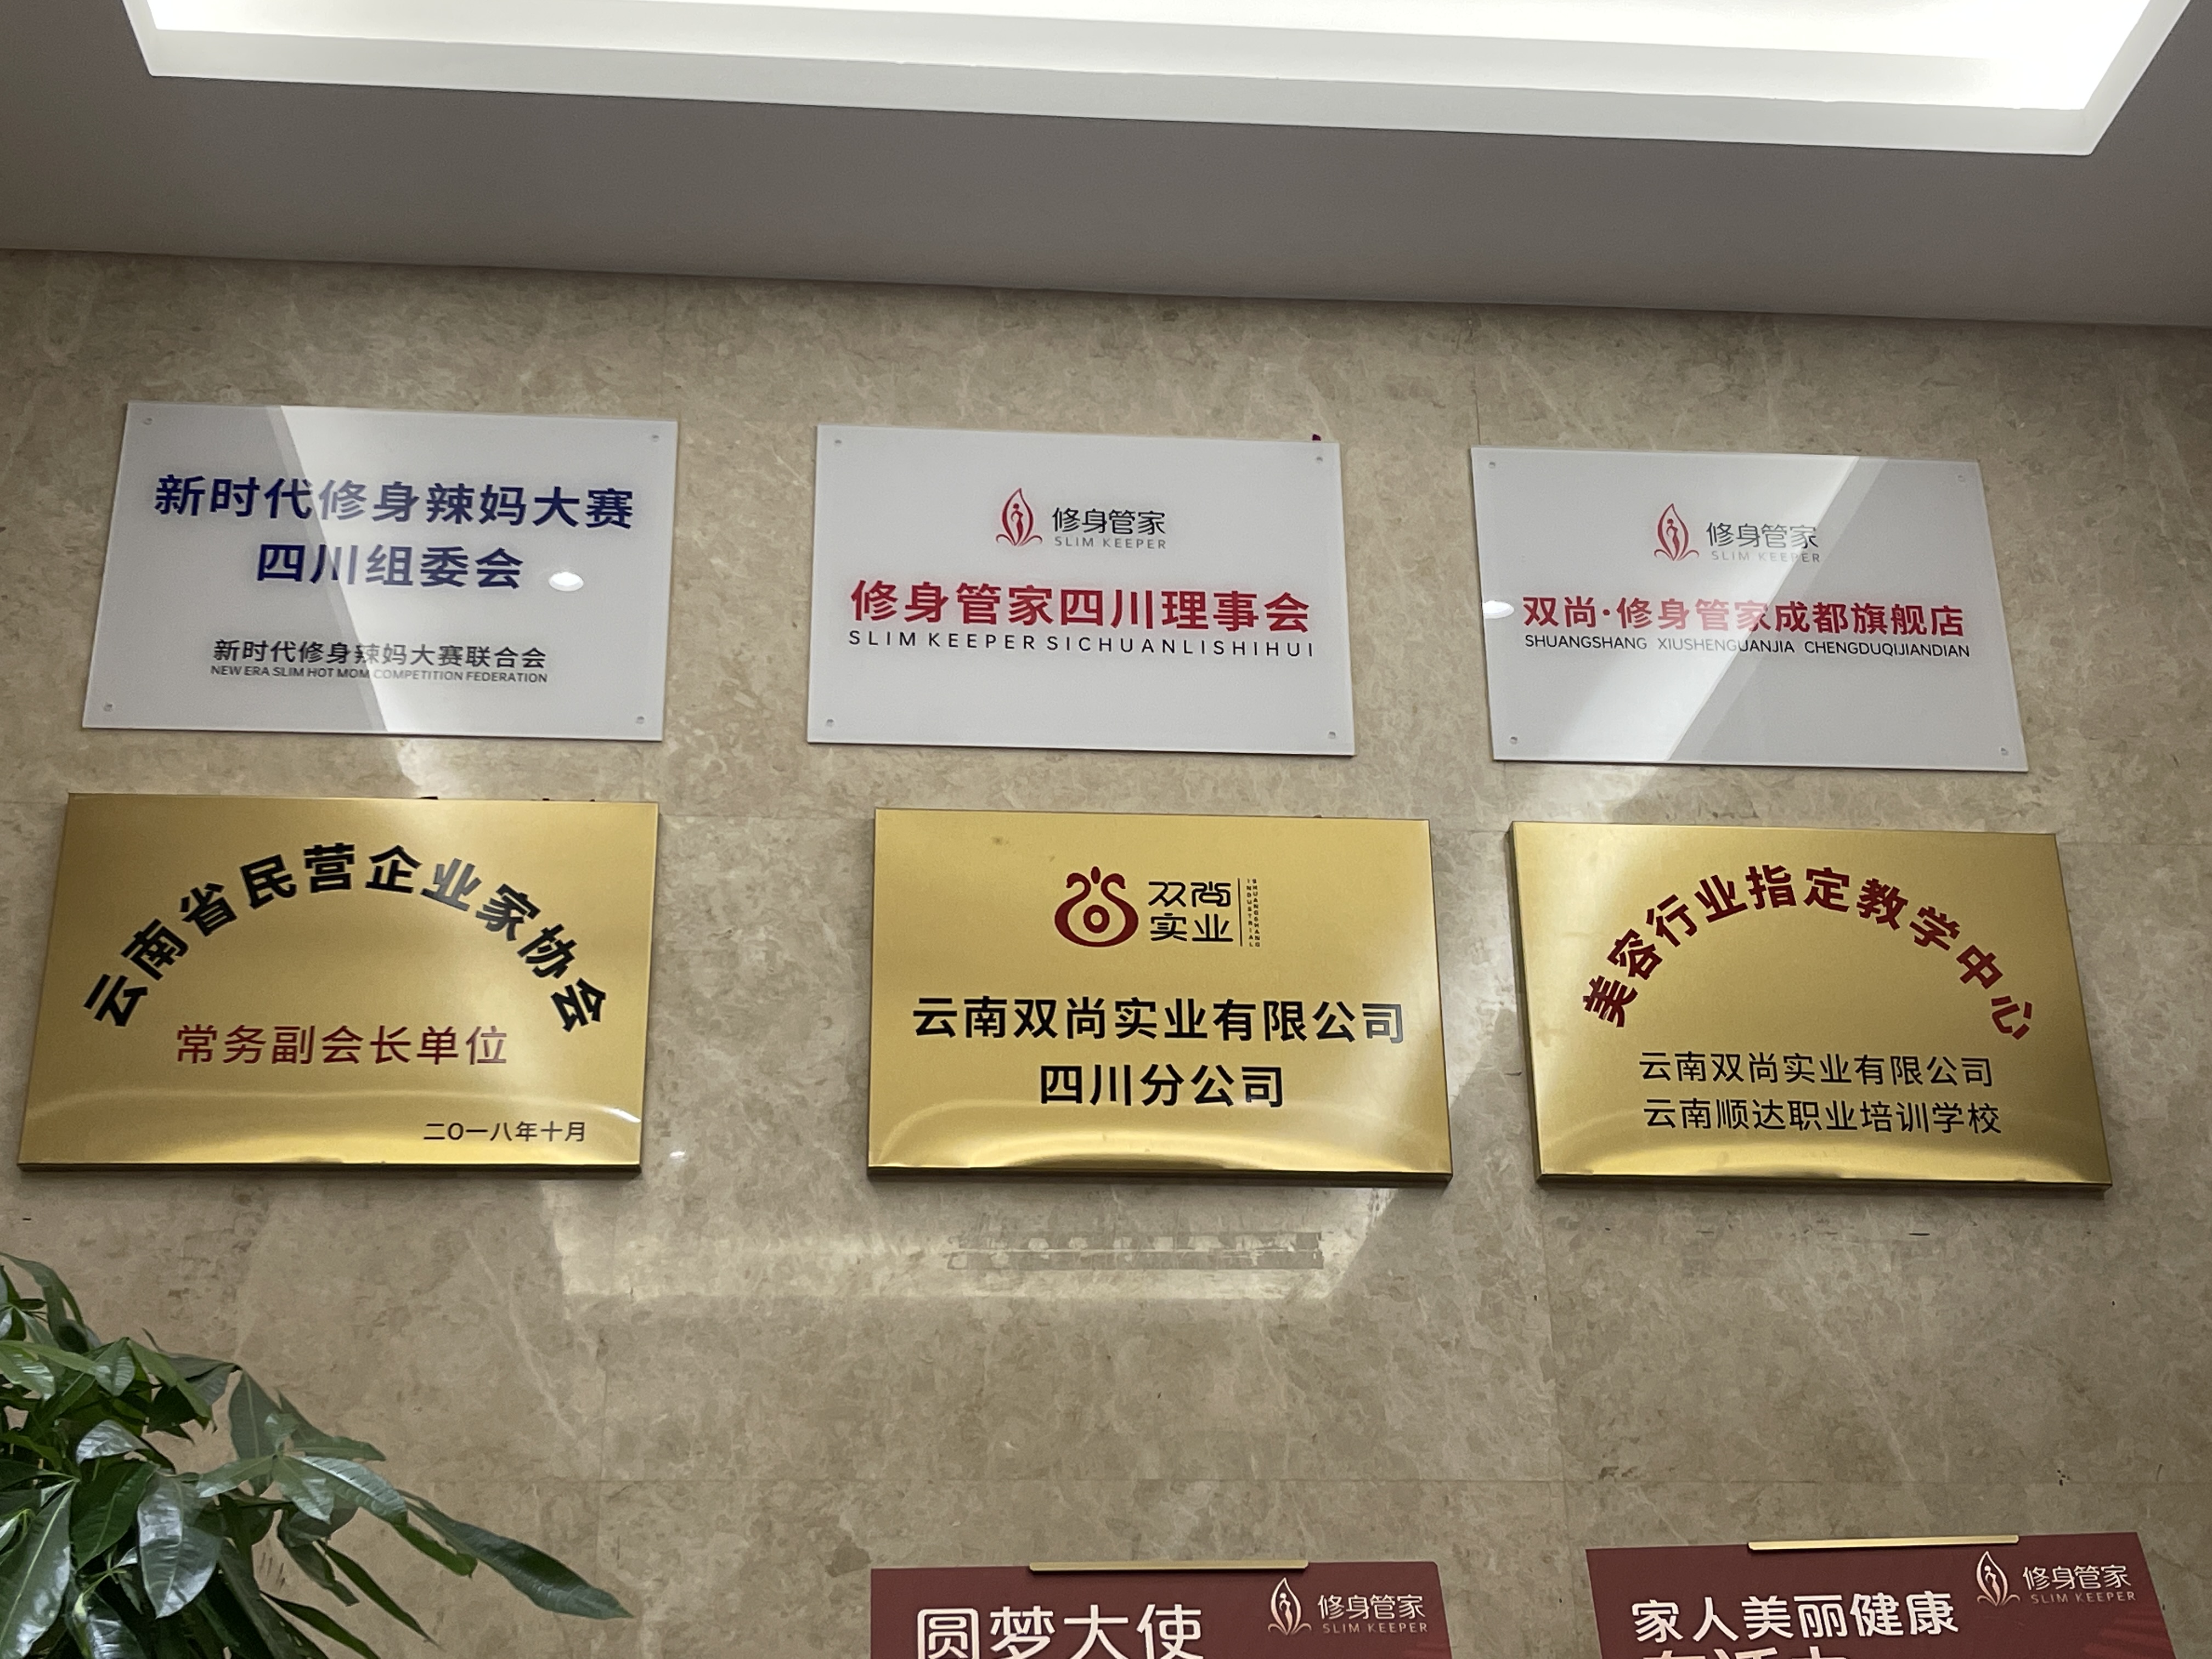 新时代修身辣妈大赛
四川组委会
新时代修身辣妈大赛联合会
NEW ERA SLIM HOT MOM COMPETITION FEDERATION
修身管家
SLIM KEEPER
修身管家四川理事会
SLIM KEEPER SICHUANLISHIHUI
修身管家
SLIM KEEPER
双尚·修身管家成都旗舰店
SHUANGSHANG XIUSHENGUANJIA CHENGDUQIJIANDIAN
云南省民营企业家协会
常务副会长单位
二O一八年十月
双尚
实业
SHUANGSHANG
INDUSTRIAL
云南双尚实业有限公司
四川分公司
美容行业指定教学中心
云南双尚实业有限公司
云南顺达职业培训学校
圆梦大使
修身管家
SLIM KEEPER
家人美丽健康
修身管家
SLIM KEEPER